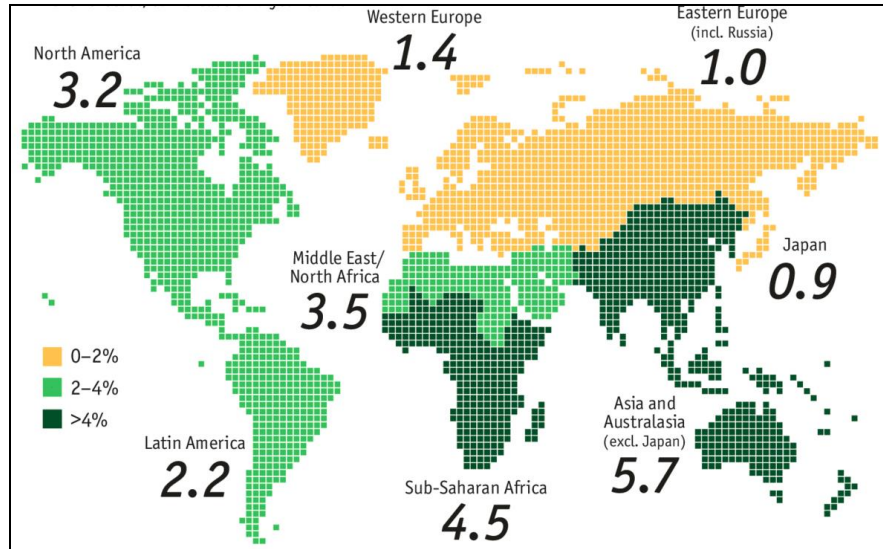 North America
3.2
Western Europe
1.4
Eastern Europe
(incl. Russia)
1.0
Middle East/
North Africa
3.5
Japan
0.9
0–2%
2–4%
>4%
Latin America
2.2
Sub-Saharan Africa
4.5
Asia and
Australasia
(excl. Japan)
5.7